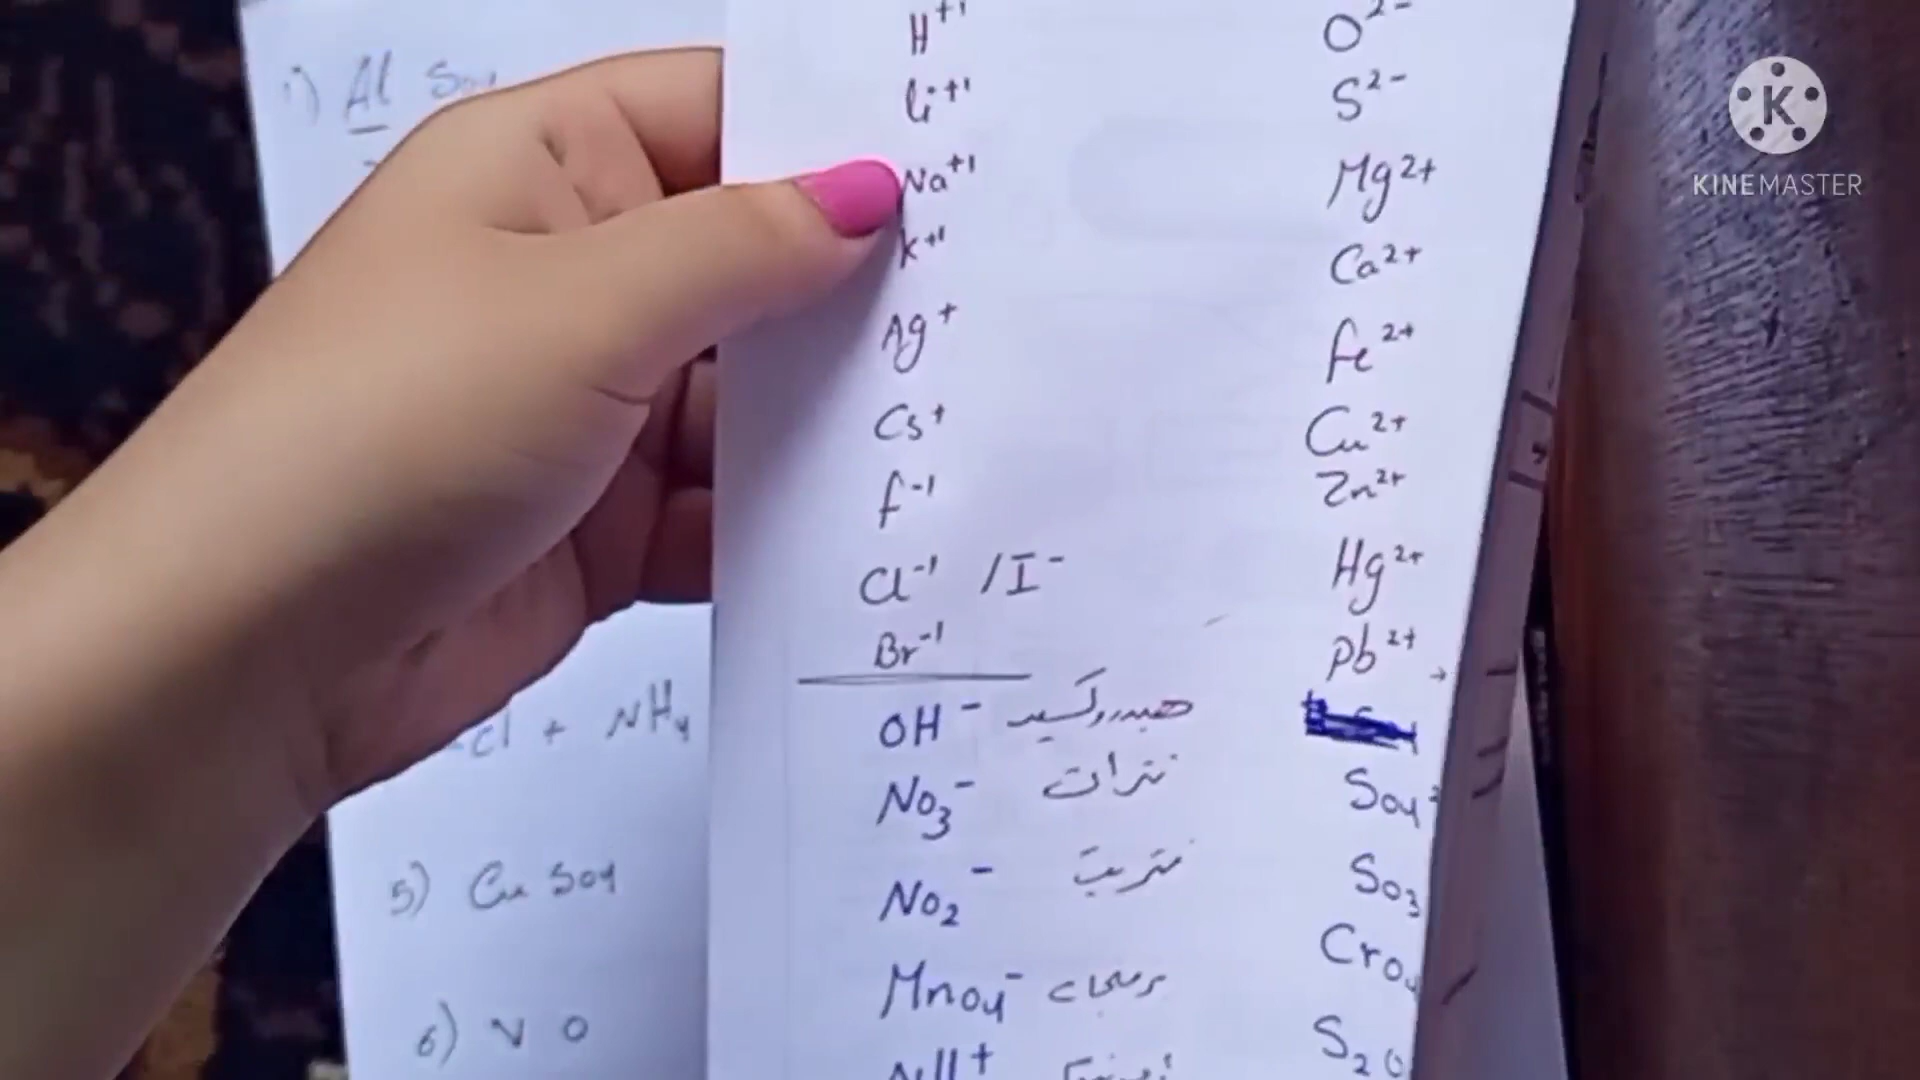 H+1 O2-
1) Al SO4
Li+1 S2-
Na+1 Mg2+
K+1 Ca2+
Ag+ Fe2+
Cs+ Cu2+
F-1 Zn2+
Cl-1 / I- Hg2+
Br-1 Pb2+
OH- هيدروكسيد
Cl + NH4
NO3- نترات SO4 2
NO2- نتريت SO3
5) Cu SO4
MnO4- CrO4
6) V O
S2O
KINEMASTER